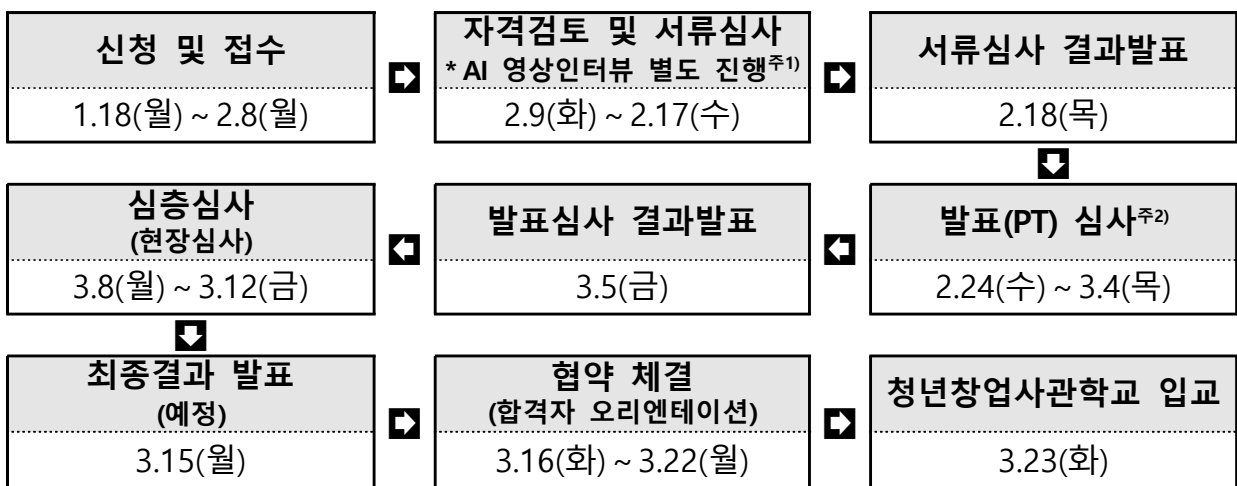 신청 및 접수
1.18(월) ~ 2.8(월)
자격검토 및 서류심사
* AI 영상인터뷰 별도 진행주1)
2.9(화) ~ 2.17(수)
서류심사 결과발표
2.18(목)
발표(PT) 심사주2)
2.24(수) ~ 3.4(목)
발표심사 결과발표
3.5(금)
심층심사
(현장심사)
3.8(월) ~ 3.12(금)
최종결과 발표
(예정)
3.15(월)
협약 체결
(합격자 오리엔테이션)
3.16(화) ~ 3.22(월)
청년창업사관학교 입교
3.23(화)